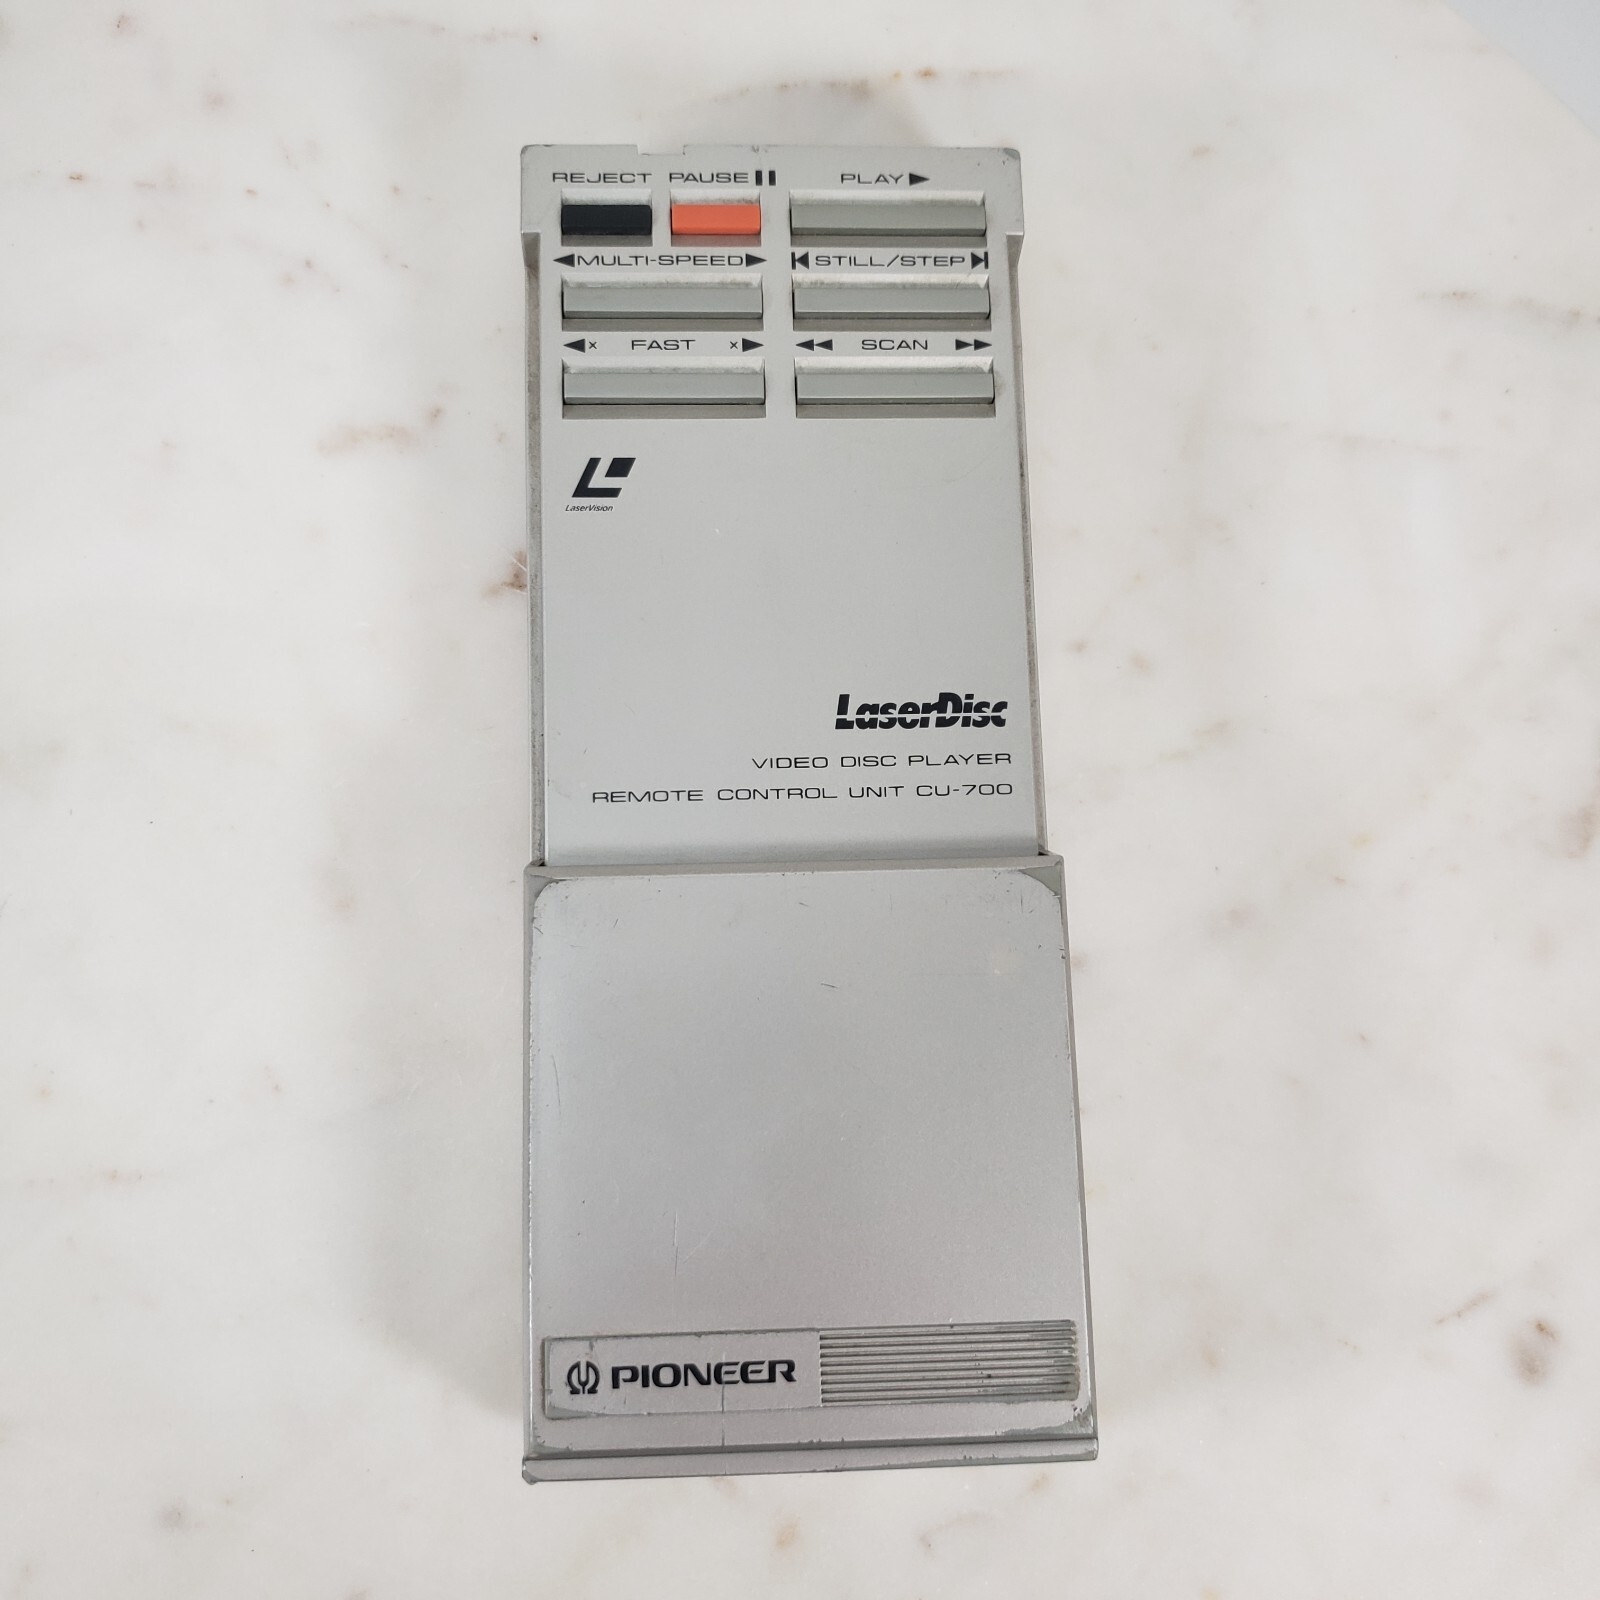 REJECT PAUSE ❚❚ PLAY ▶
◀MULTI-SPEED▶ |◀STILL/STEP▶|
◀× FAST ×▶ ◀◀ SCAN ▶▶
L
LaserVision
LaserDisc
VIDEO DISC PLAYER
REMOTE CONTROL UNIT CU-700
PIONEER